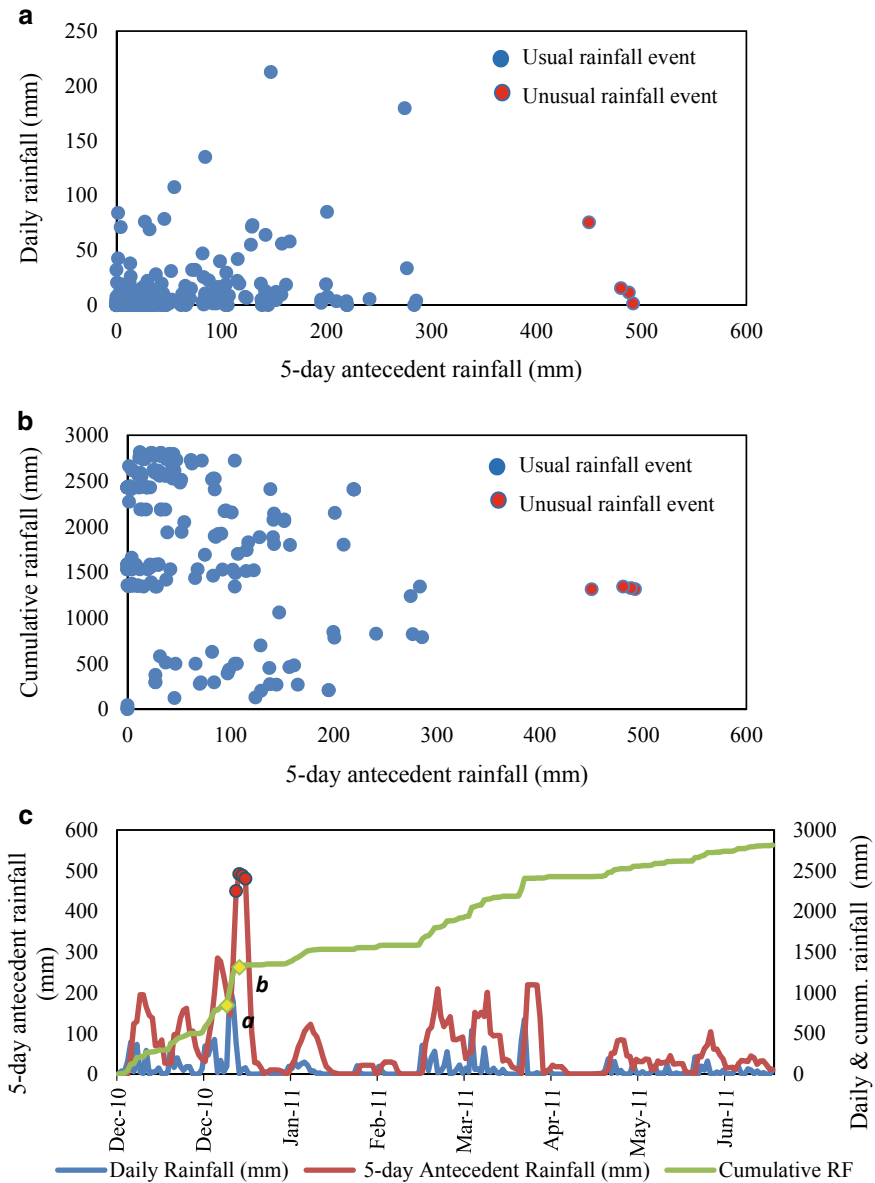 a
250
200
150
100
50
0
Daily rainfall (mm)
Usual rainfall event
Unusual rainfall event
0 100 200 300 400 500 600
5-day antecedent rainfall (mm)
b
3000
2500
2000
1500
1000
500
0
Cumulative rainfall (mm)
Usual rainfall event
Unusual rainfall event
0 100 200 300 400 500 600
5-day antecedent rainfall (mm)
c
600
500
400
300
200
100
0
5-day antecedent rainfall
(mm)
b
a
3000
2500
2000
1500
1000
500
0
Daily & cumm. rainfall (mm)
Dec-10
Dec-10
Jan-11
Feb-11
Mar-11
Apr-11
May-11
Jun-11
Daily Rainfall (mm) 5-day Antecedent Rainfall (mm) Cumulative RF